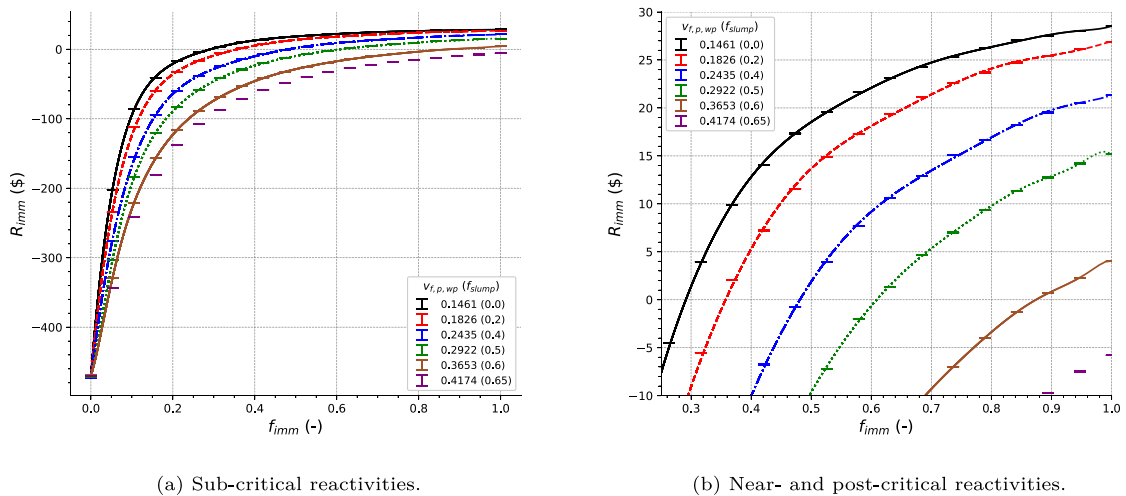 0
−100
−200
−300
−400
R_imm ($)
0.0 0.2 0.4 0.6 0.8 1.0
f_imm (-)
v_f,p,wp (f_slump)
0.1461 (0.0)
0.1826 (0.2)
0.2435 (0.4)
0.2922 (0.5)
0.3653 (0.6)
0.4174 (0.65)
(a) Sub-critical reactivities.
30
25
20
15
10
5
0
−5
−10
R_imm ($)
0.3 0.4 0.5 0.6 0.7 0.8 0.9 1.0
f_imm (-)
v_f,p,wp (f_slump)
0.1461 (0.0)
0.1826 (0.2)
0.2435 (0.4)
0.2922 (0.5)
0.3653 (0.6)
0.4174 (0.65)
(b) Near- and post-critical reactivities.